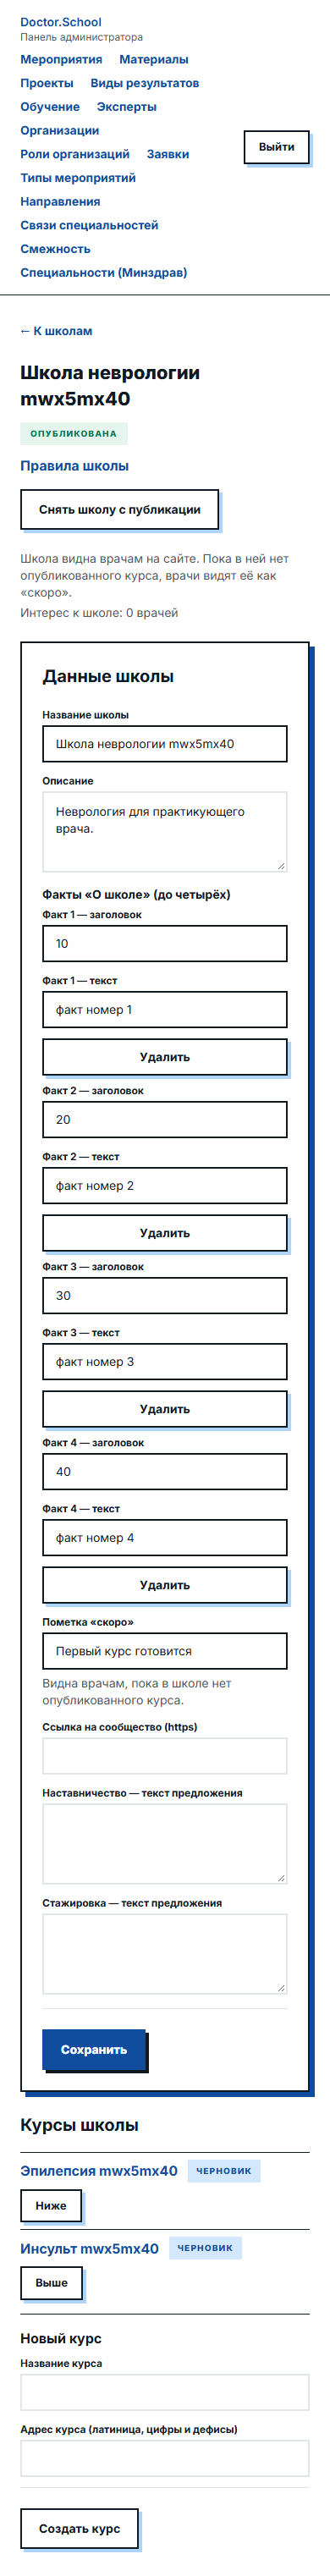 Doctor.School
Панель администратора
Мероприятия Материалы
Проекты Виды результатов
Обучение Эксперты
Организации
Роли организаций Заявки
Типы мероприятий
Направления
Связи специальностей
Смежность
Специальности (Минздрав)
Выйти
← К школам
Школа неврологии
mwx5mx40
ОПУБЛИКОВАНА
Правила школы
Снять школу с публикации
Школа видна врачам на сайте. Пока в ней нет
опубликованного курса, врачи видят её как
«скоро».
Интерес к школе: 0 врачей
Данные школы
Название школы
Школа неврологии mwx5mx40
Описание
Неврология для практикующего
врача.
Факты «О школе» (до четырёх)
Факт 1 — заголовок
10
Факт 1 — текст
факт номер 1
Удалить
Факт 2 — заголовок
20
Факт 2 — текст
факт номер 2
Удалить
Факт 3 — заголовок
30
Факт 3 — текст
факт номер 3
Удалить
Факт 4 — заголовок
40
Факт 4 — текст
факт номер 4
Удалить
Пометка «скоро»
Первый курс готовится
Видна врачам, пока в школе нет
опубликованного курса.
Ссылка на сообщество (https)
Наставничество — текст предложения
Стажировка — текст предложения
Сохранить
Курсы школы
Эпилепсия mwx5mx40 ЧЕРНОВИК
Ниже
Инсульт mwx5mx40 ЧЕРНОВИК
Выше
Новый курс
Название курса
Адрес курса (латиница, цифры и дефисы)
Создать курс